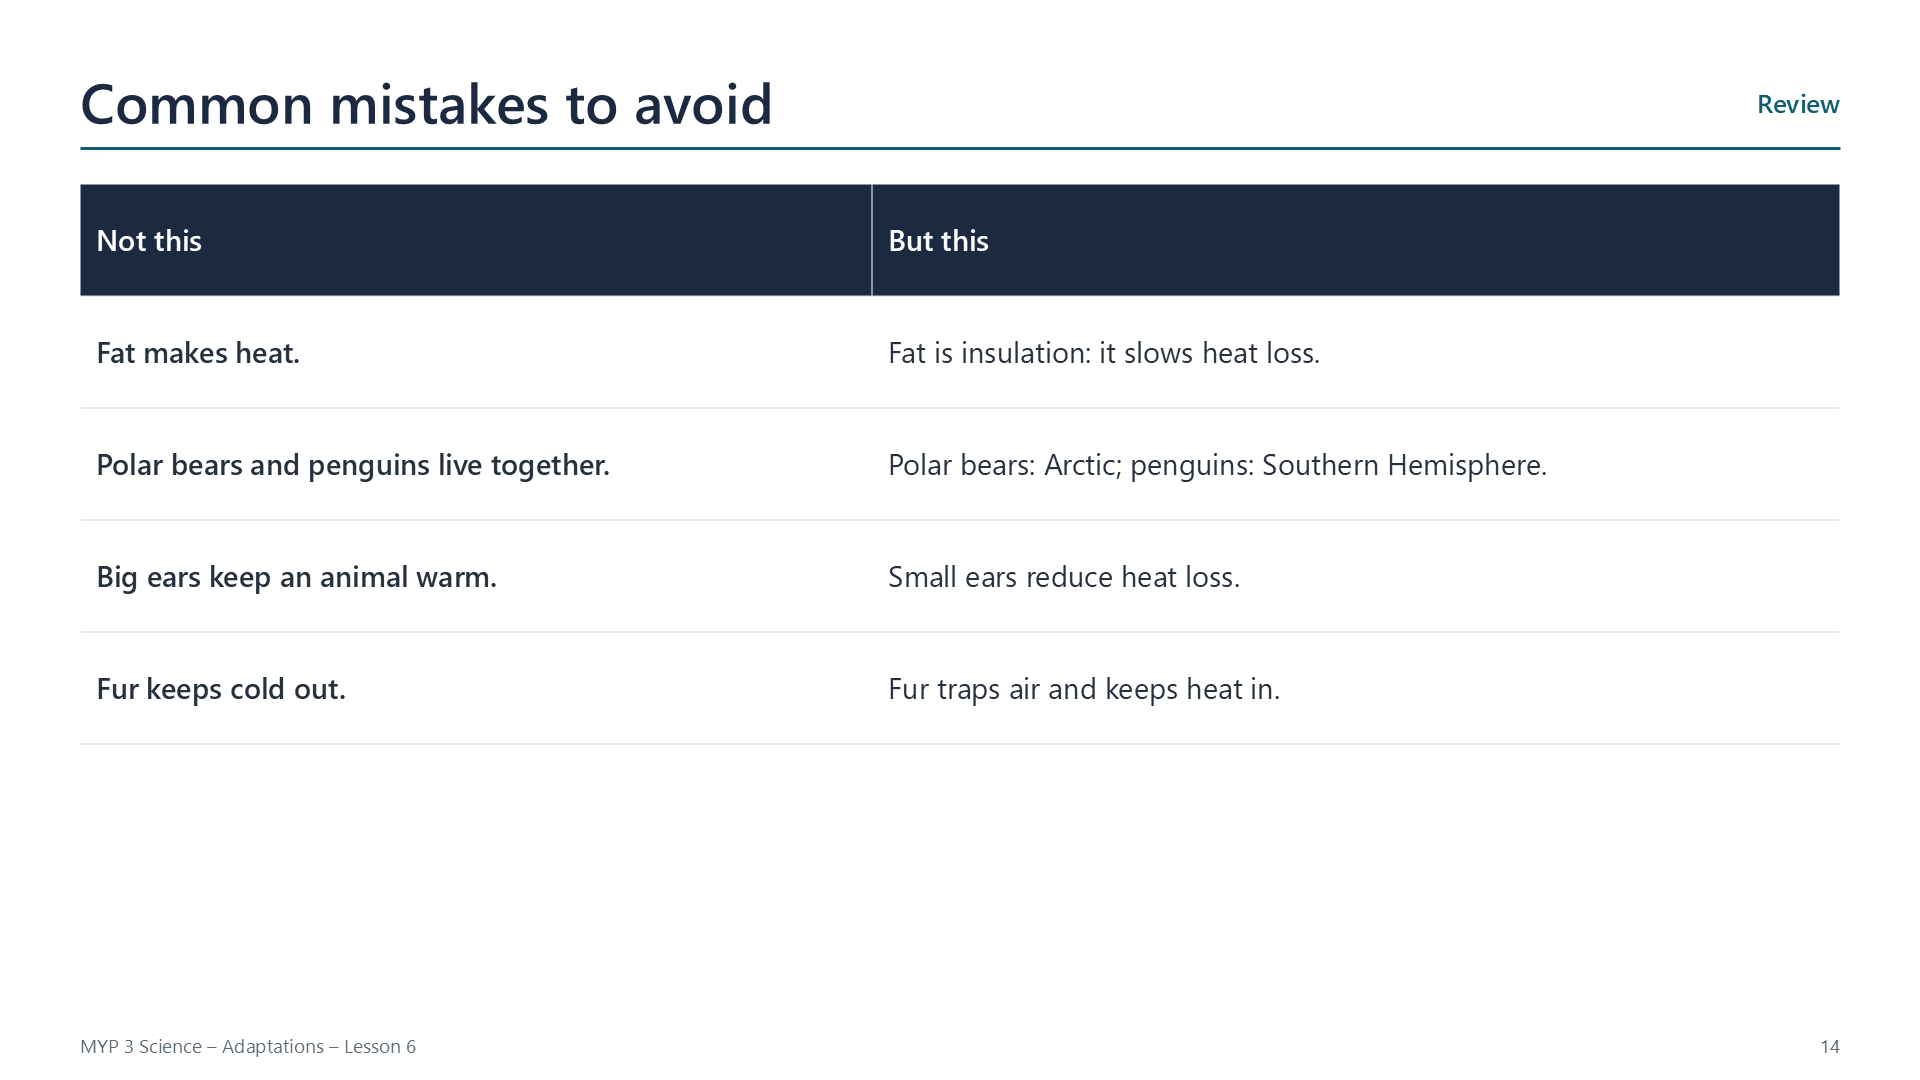 Common mistakes to avoid
Review
Not this
But this
Fat makes heat.
Fat is insulation: it slows heat loss.
Polar bears and penguins live together.
Polar bears: Arctic; penguins: Southern Hemisphere.
Big ears keep an animal warm.
Small ears reduce heat loss.
Fur keeps cold out.
Fur traps air and keeps heat in.
MYP 3 Science – Adaptations – Lesson 6
14